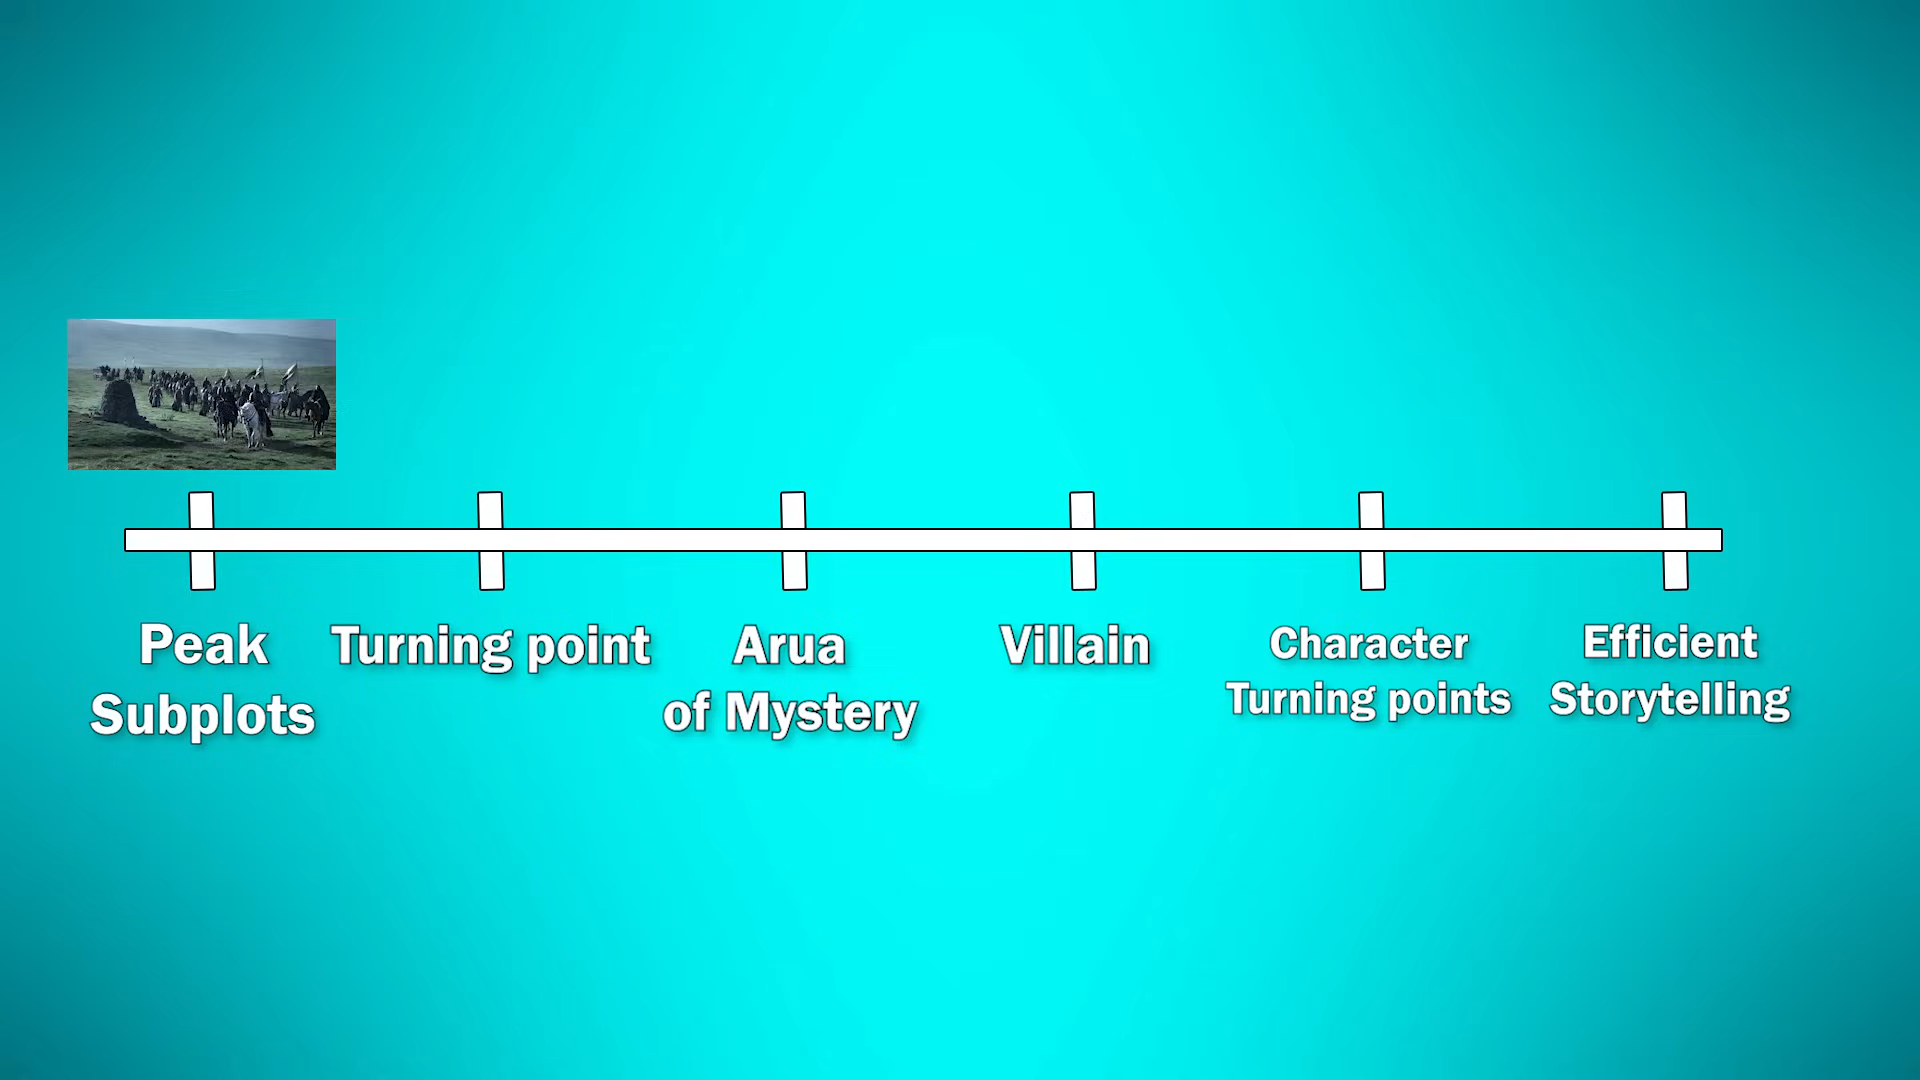 Peak
Subplots
Turning point
Arua
of Mystery
Villain
Character
Turning points
Efficient
Storytelling